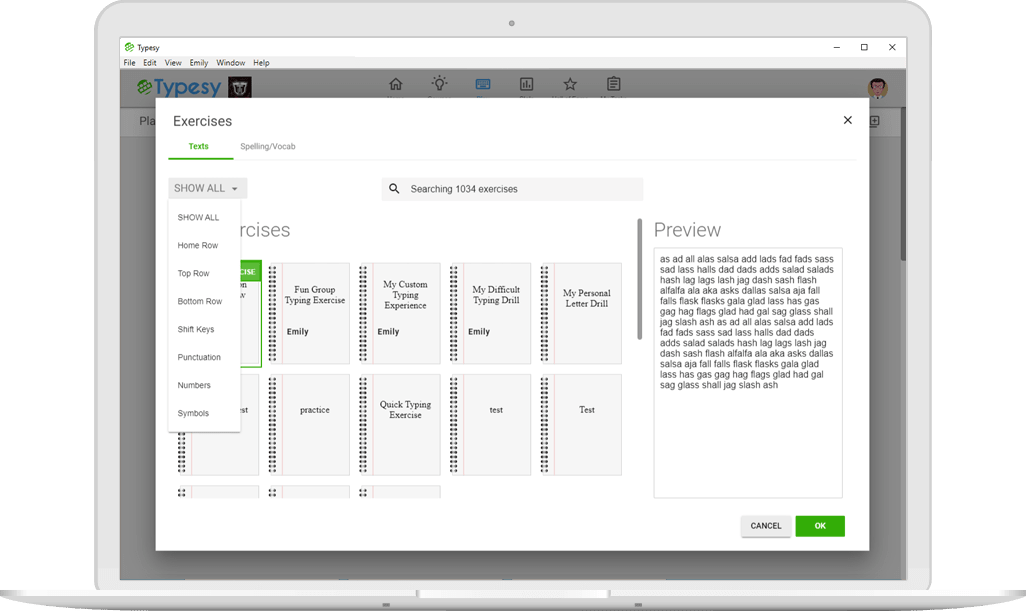 Typesy
File Edit View Emily Window Help
Typesy
Pla
Exercises
Texts Spelling/Vocab
SHOW ALL
Searching 1034 exercises
SHOW ALL
Home Row
Top Row
Bottom Row
Shift Keys
Punctuation
Numbers
Symbols
rcises
CISE
Fun Group
Typing Exercise
Emily
My Custom
Typing
Experience
Emily
My Difficult
Typing Drill
Emily
My Personal
Letter Drill
est
practice
Quick Typing
Exercise
test
Test
Preview
as ad all alas salsa add lads fad fads sass
sad lass halls dad dads adds salad salads
hash lag lags lash jag dash sash flash
alfalfa ala aka asks dallas salsa aja fall
falls flask flasks gala glad lass has gas
gag hag flags glad had gal sag glass shall
jag slash ash as ad all alas salsa add lads
fad fads sass sad lass halls dad dads
adds salad salads hash lag lags lash jag
dash sash flash alfalfa ala aka asks dallas
salsa aja fall falls flask flasks gala glad
lass has gas gag hag flags glad had gal
sag glass shall jag slash ash
CANCEL OK